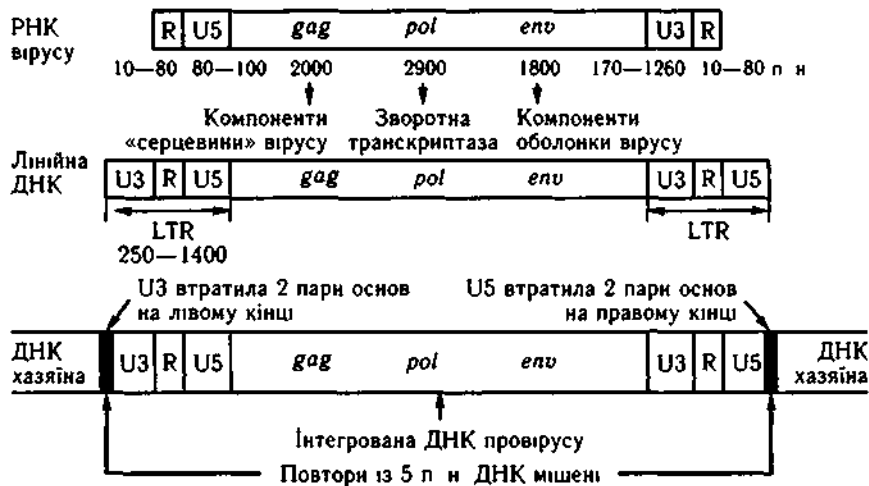 РНК вірусу
R U5 gag pol env U3 R
10—80 80—100 2000 2900 1800 170—1260 10—80 п н
Компоненти «серцевини» вірусу
Зворотна транскриптаза
Компоненти оболонки вірусу
Лінійна ДНК
U3 R U5 gag pol env U3 R U5
LTR LTR
250—1400
U3 втратила 2 пари основ на лівому кінці
U5 втратила 2 пари основ на правому кінці
ДНК хазяїна U3 R U5 gag pol env U3 R U5 ДНК хазяїна
Інтегрована ДНК провірусу
Повтори із 5 п н ДНК мішені